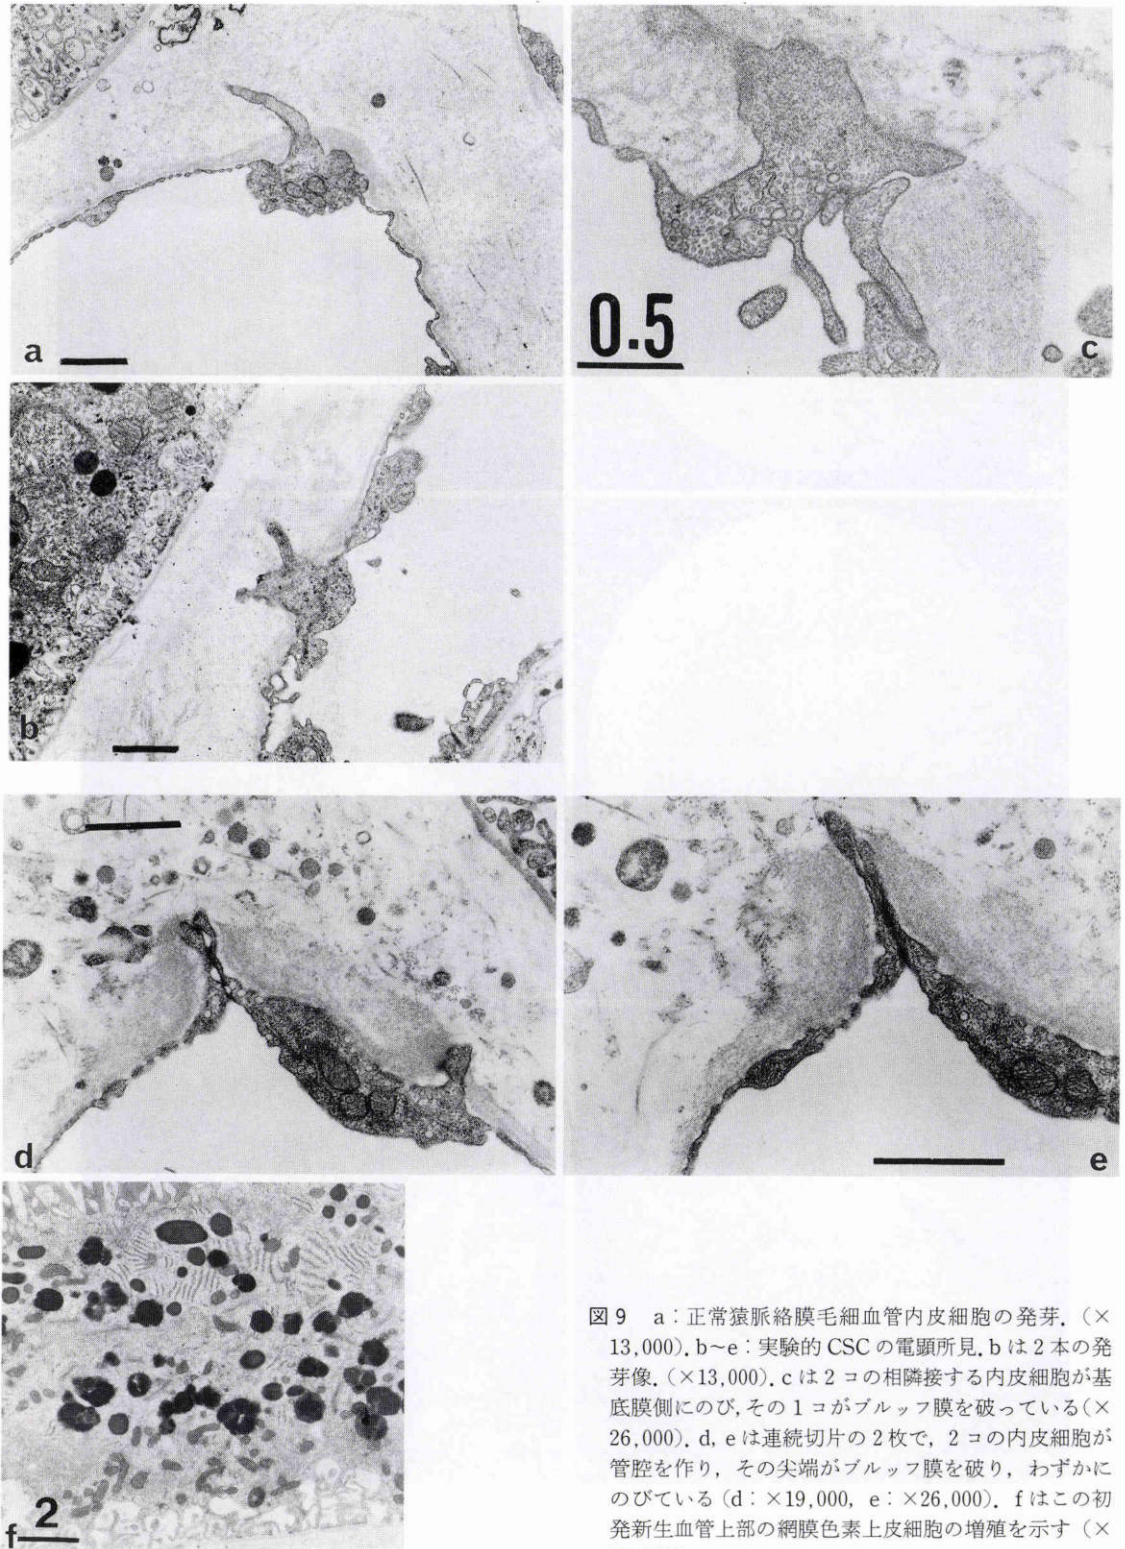 a
0.5
c
b
d
e
2
f
図9 a:正常猿脈絡膜毛細血管内皮細胞の発芽.(×
13,000).b~e:実験的CSCの電顕所見.bは2本の発
芽像.(×13,000).cは2コの相隣接する内皮細胞が基
底膜側にのび,その1コがブルッフ膜を破っている(×
26,000).d, eは連続切片の2枚で,2コの内皮細胞が
管腔を作り,その尖端がブルッフ膜を破り,わずかに
のびている(d:×19,000, e:×26,000).fはこの初
発新生血管上部の網膜色素上皮細胞の増殖を示す(×